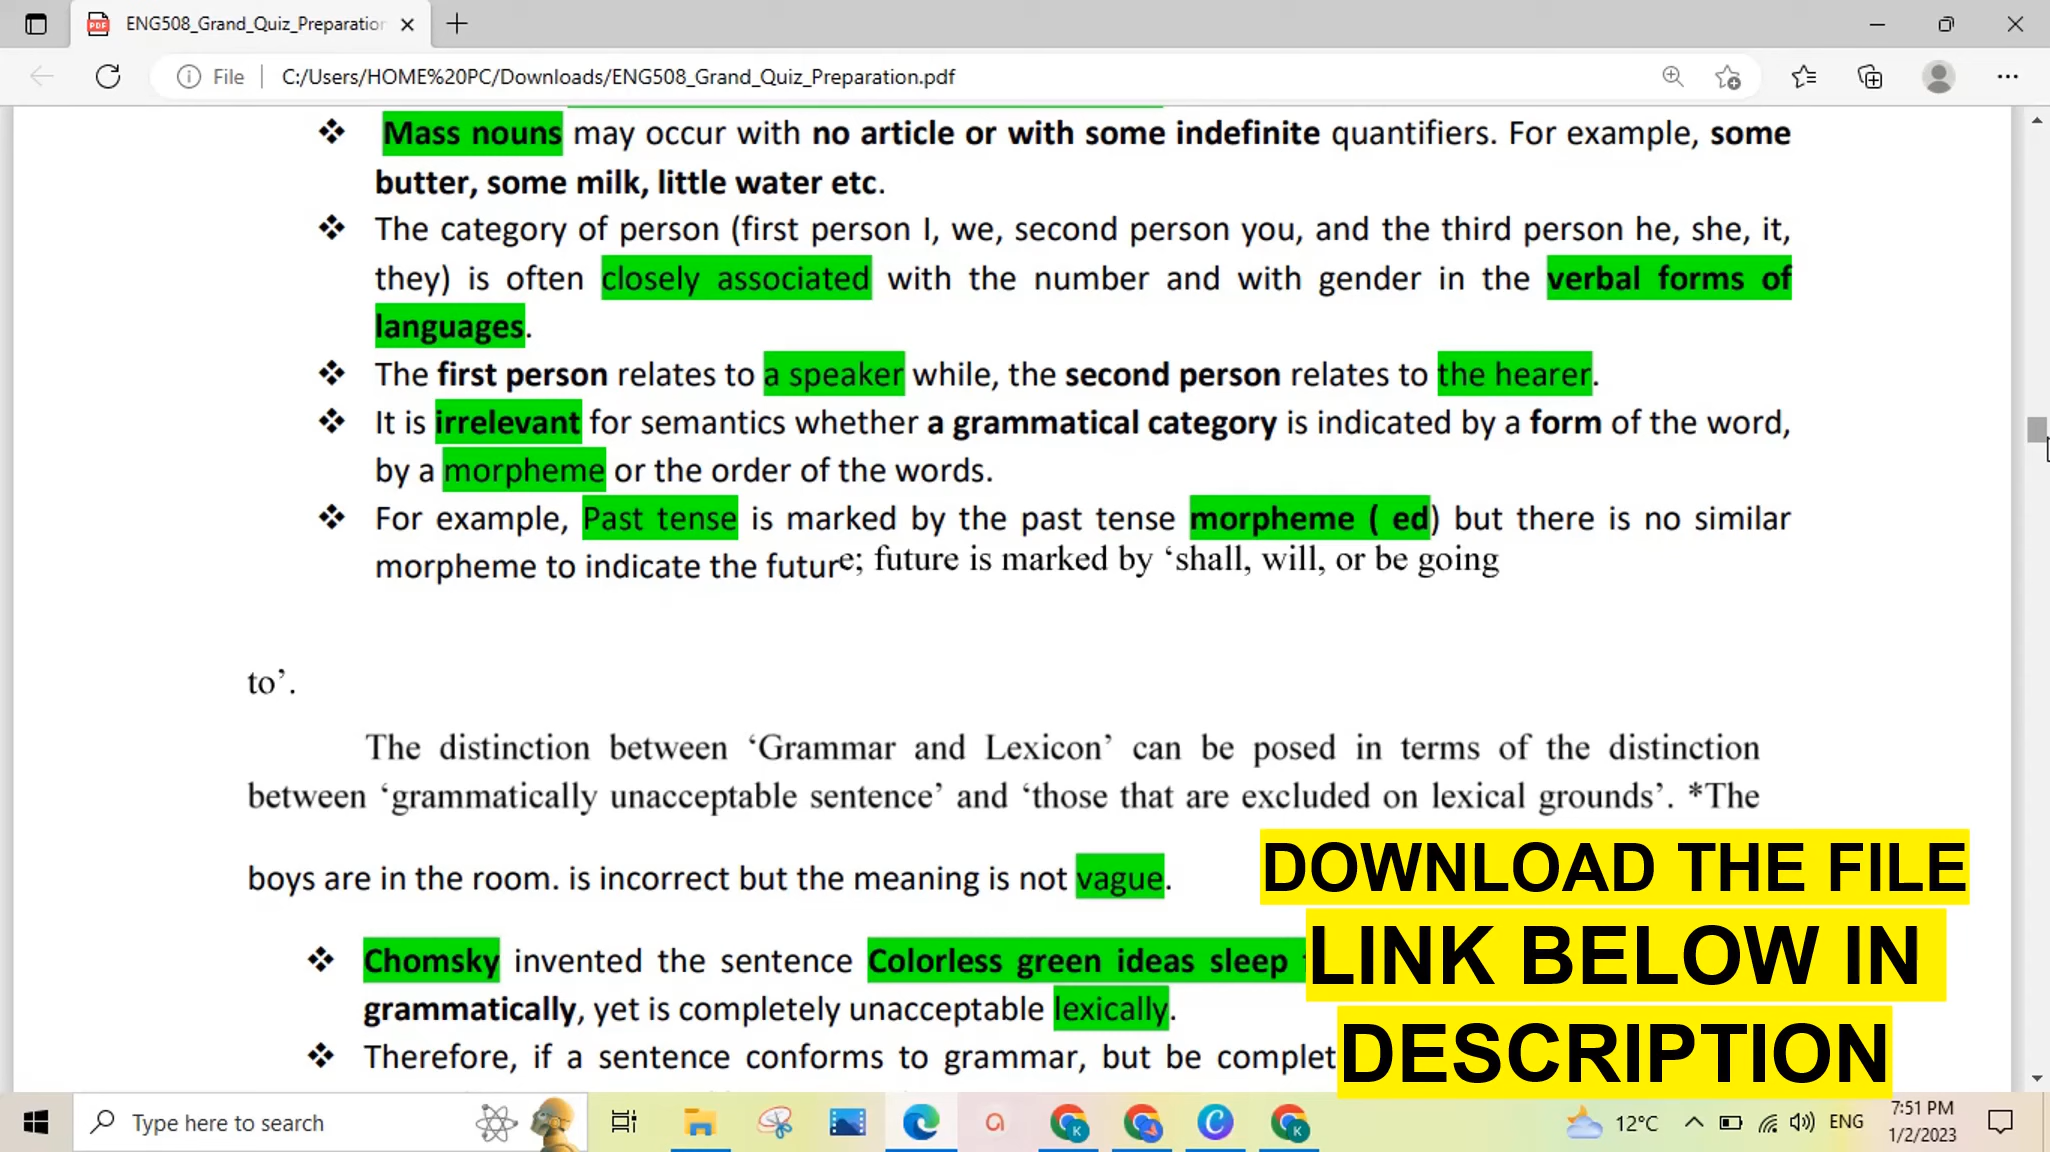 ENG508_Grand_Quiz_Preparation
File
C:/Users/HOME%20PC/Downloads/ENG508_Grand_Quiz_Preparation.pdf
❖ Mass nouns may occur with no article or with some indefinite quantifiers. For example, some
butter, some milk, little water etc.
❖ The category of person (first person I, we, second person you, and the third person he, she, it,
they) is often closely associated with the number and with gender in the verbal forms of
languages.
❖ The first person relates to a speaker while, the second person relates to the hearer.
❖ It is irrelevant for semantics whether a grammatical category is indicated by a form of the word,
by a morpheme or the order of the words.
❖ For example, Past tense is marked by the past tense morpheme ( ed) but there is no similar
morpheme to indicate the future; future is marked by ‘shall, will, or be going
to’.
The distinction between ‘Grammar and Lexicon’ can be posed in terms of the distinction
between ‘grammatically unacceptable sentence’ and ‘those that are excluded on lexical grounds’. *The
boys are in the room. is incorrect but the meaning is not vague.
❖ Chomsky invented the sentence Colorless green ideas sleep
grammatically, yet is completely unacceptable lexically.
❖ Therefore, if a sentence conforms to grammar, but be complet
DOWNLOAD THE FILE
LINK BELOW IN
DESCRIPTION
Type here to search
12°C
ENG
7:51 PM
1/2/2023